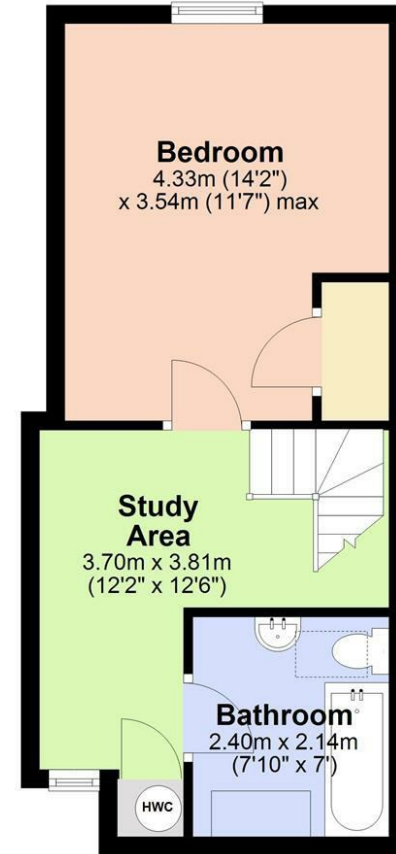 Bedroom
4.33m (14'2")
x 3.54m (11'7") max
Study
Area
3.70m x 3.81m
(12'2" x 12'6")
Bathroom
2.40m x 2.14m
(7'10" x 7')
HWC